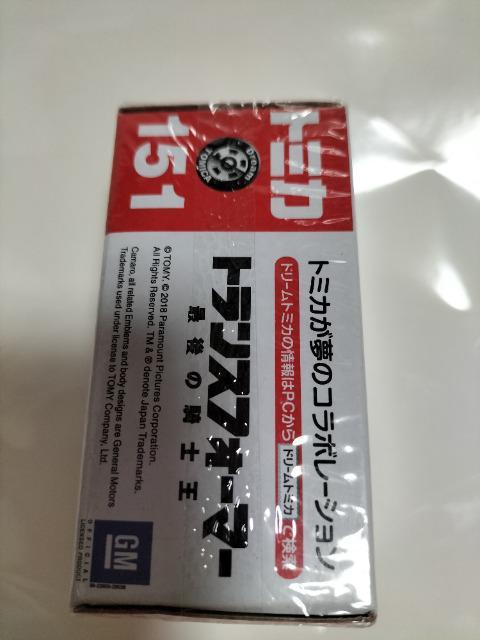 トミカ
Dream TOMICA
151
トミカが夢のコラボレーション
ドリームトミカの情報はPCから ドリームトミカ で検索
トランスフォーマー
最後の騎士王
© TOMY. © 2018 Paramount Pictures Corporation.
All Rights Reserved. TM & ® denote Japan Trademarks.
Camaro, all related Emblems and body designs are General Motors
Trademarks used under license to TOMY Company, Ltd.
GM
OFFICIAL
LICENSED PRODUCT